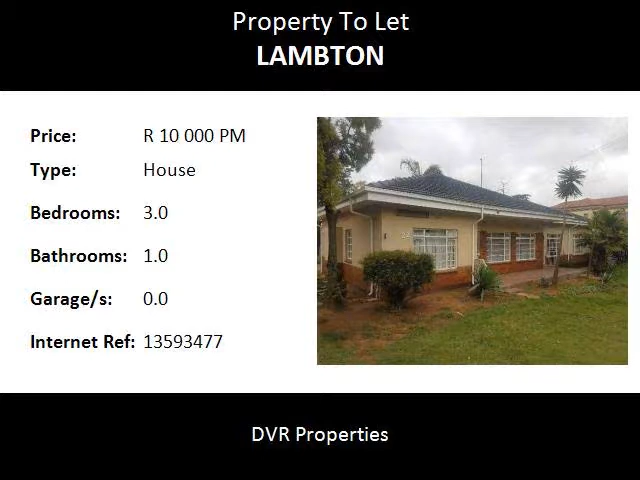 Property To Let
LAMBTON
Price: R 10 000 PM
Type: House
Bedrooms: 3.0
Bathrooms: 1.0
Garage/s: 0.0
Internet Ref: 13593477
DVR Properties